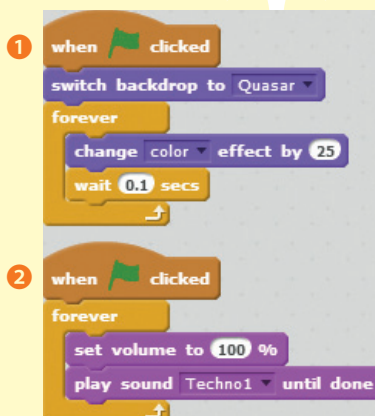 1
when clicked
switch backdrop to Quasar
forever
change color effect by 25
wait 0.1 secs
2
when clicked
forever
set volume to 100 %
play sound Techno1 until done